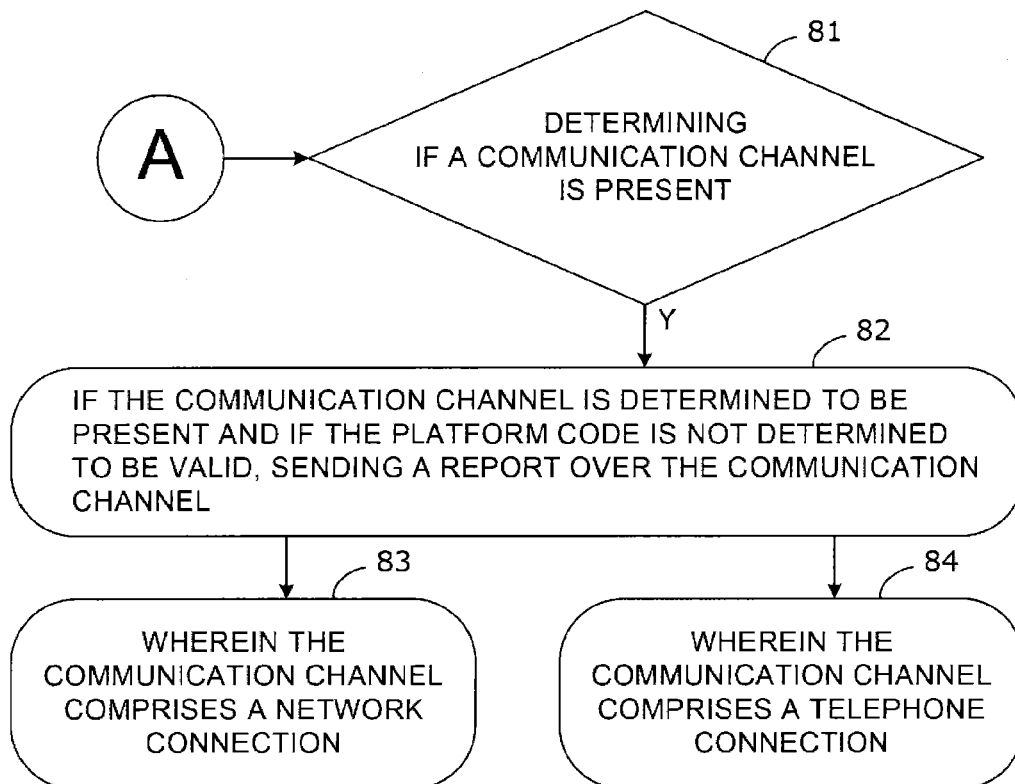 81
A
DETERMINING
IF A COMMUNICATION CHANNEL
IS PRESENT
Y
82
IF THE COMMUNICATION CHANNEL IS DETERMINED TO BE
PRESENT AND IF THE PLATFORM CODE IS NOT DETERMINED
TO BE VALID, SENDING A REPORT OVER THE COMMUNICATION
CHANNEL
83
WHEREIN THE
COMMUNICATION CHANNEL
COMPRISES A NETWORK
CONNECTION
84
WHEREIN THE
COMMUNICATION CHANNEL
COMPRISES A TELEPHONE
CONNECTION